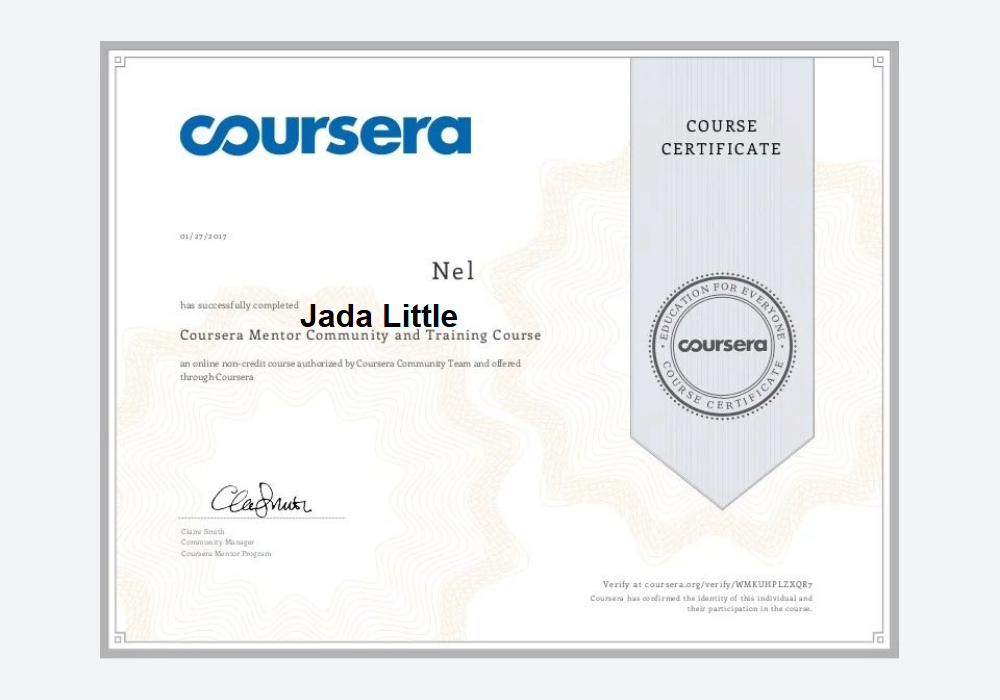 coursera
COURSE
CERTIFICATE
01/27/2017
Nel
has successfully completed
Jada Little
Coursera Mentor Community and Training Course
an online non-credit course authorized by Coursera Community Team and offered
through Coursera
EDUCATION FOR EVERYONE
coursera
COURSE CERTIFICATE
Claire Smith
Community Manager
Coursera Mentor Program
Verify at coursera.org/verify/WMKUHPLZXQR7
Coursera has confirmed the identity of this individual and
their participation in the course.